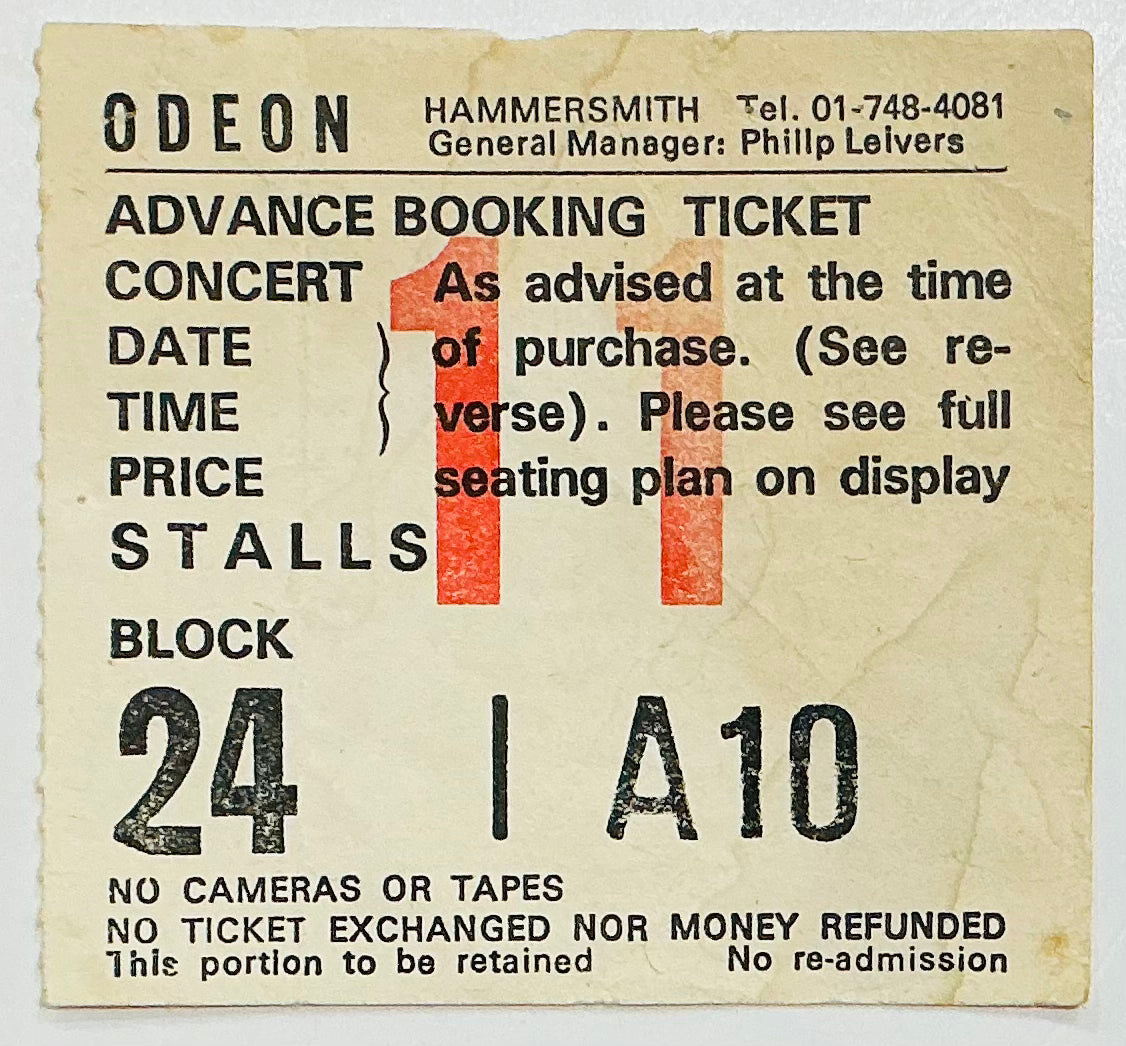 ODEON HAMMERSMITH Tel. 01-748-4081
General Manager: Philip Leivers
ADVANCE BOOKING TICKET
CONCERT As advised at the time
DATE } of purchase. (See re-
TIME verse). Please see full
PRICE seating plan on display
STALLS
11
BLOCK
24 | A10
NO CAMERAS OR TAPES
NO TICKET EXCHANGED NOR MONEY REFUNDED
This portion to be retained No re-admission